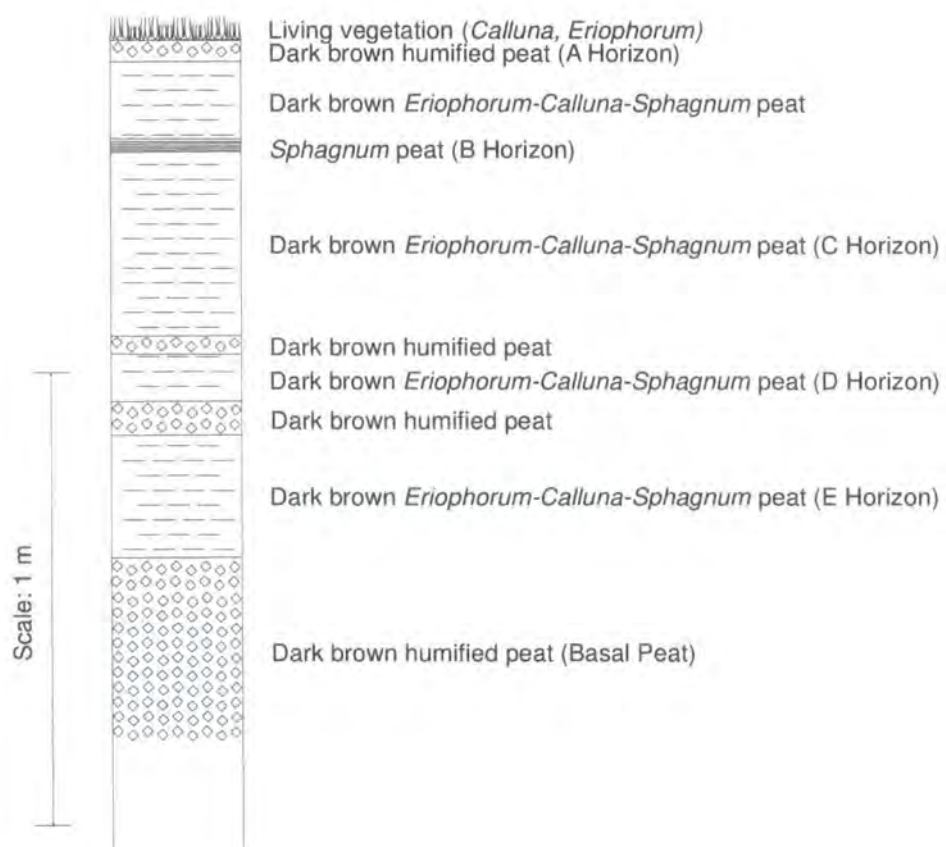 Living vegetation (Calluna, Eriophorum)
Dark brown humified peat (A Horizon)
Dark brown Eriophorum-Calluna-Sphagnum peat
Sphagnum peat (B Horizon)
Dark brown Eriophorum-Calluna-Sphagnum peat (C Horizon)
Dark brown humified peat
Dark brown Eriophorum-Calluna-Sphagnum peat (D Horizon)
Dark brown humified peat
Dark brown Eriophorum-Calluna-Sphagnum peat (E Horizon)
Dark brown humified peat (Basal Peat)
Scale: 1 m